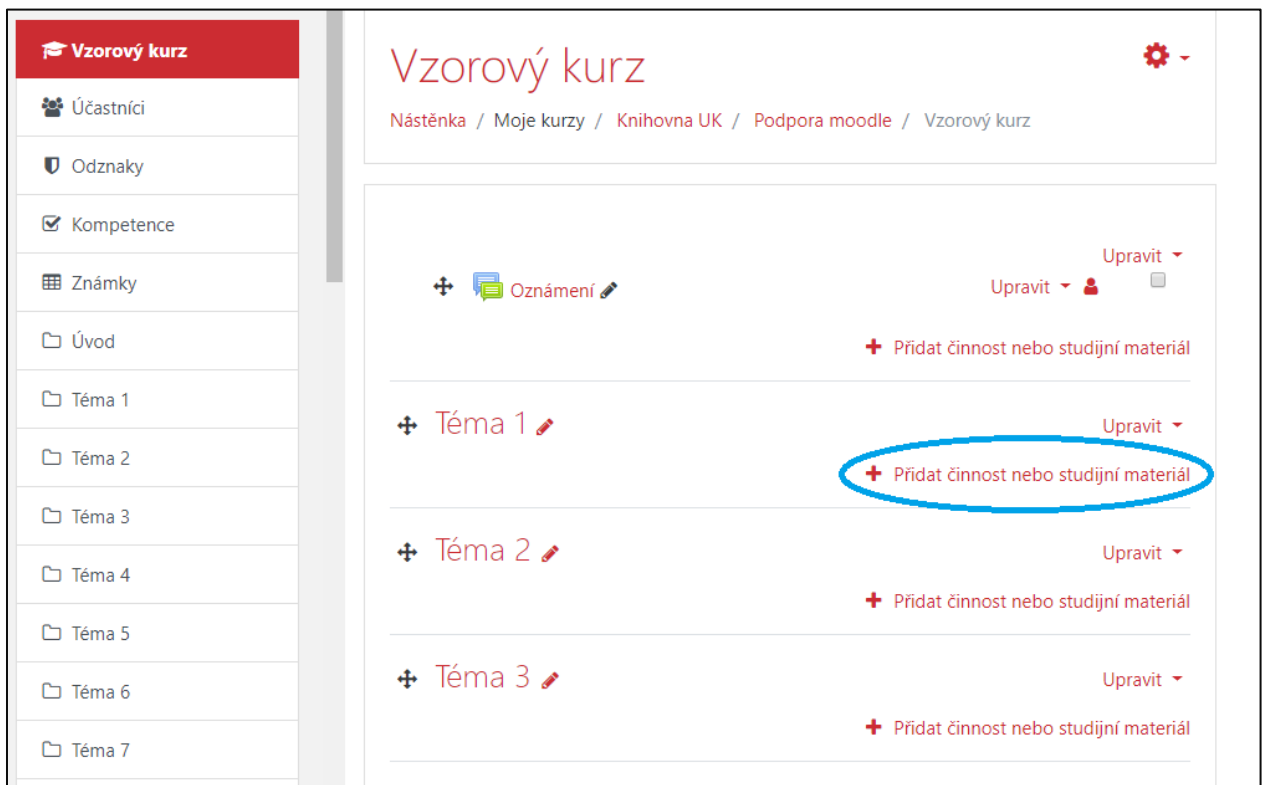 Vzorový kurz
Účastníci
Odznaky
Kompetence
Známky
Úvod
Téma 1
Téma 2
Téma 3
Téma 4
Téma 5
Téma 6
Téma 7
Vzorový kurz
Nástěnka / Moje kurzy / Knihovna UK / Podpora moodle / Vzorový kurz
Upravit
Oznámení Upravit
Přidat činnost nebo studijní materiál
Téma 1 Upravit
Přidat činnost nebo studijní materiál
Téma 2 Upravit
Přidat činnost nebo studijní materiál
Téma 3 Upravit
Přidat činnost nebo studijní materiál